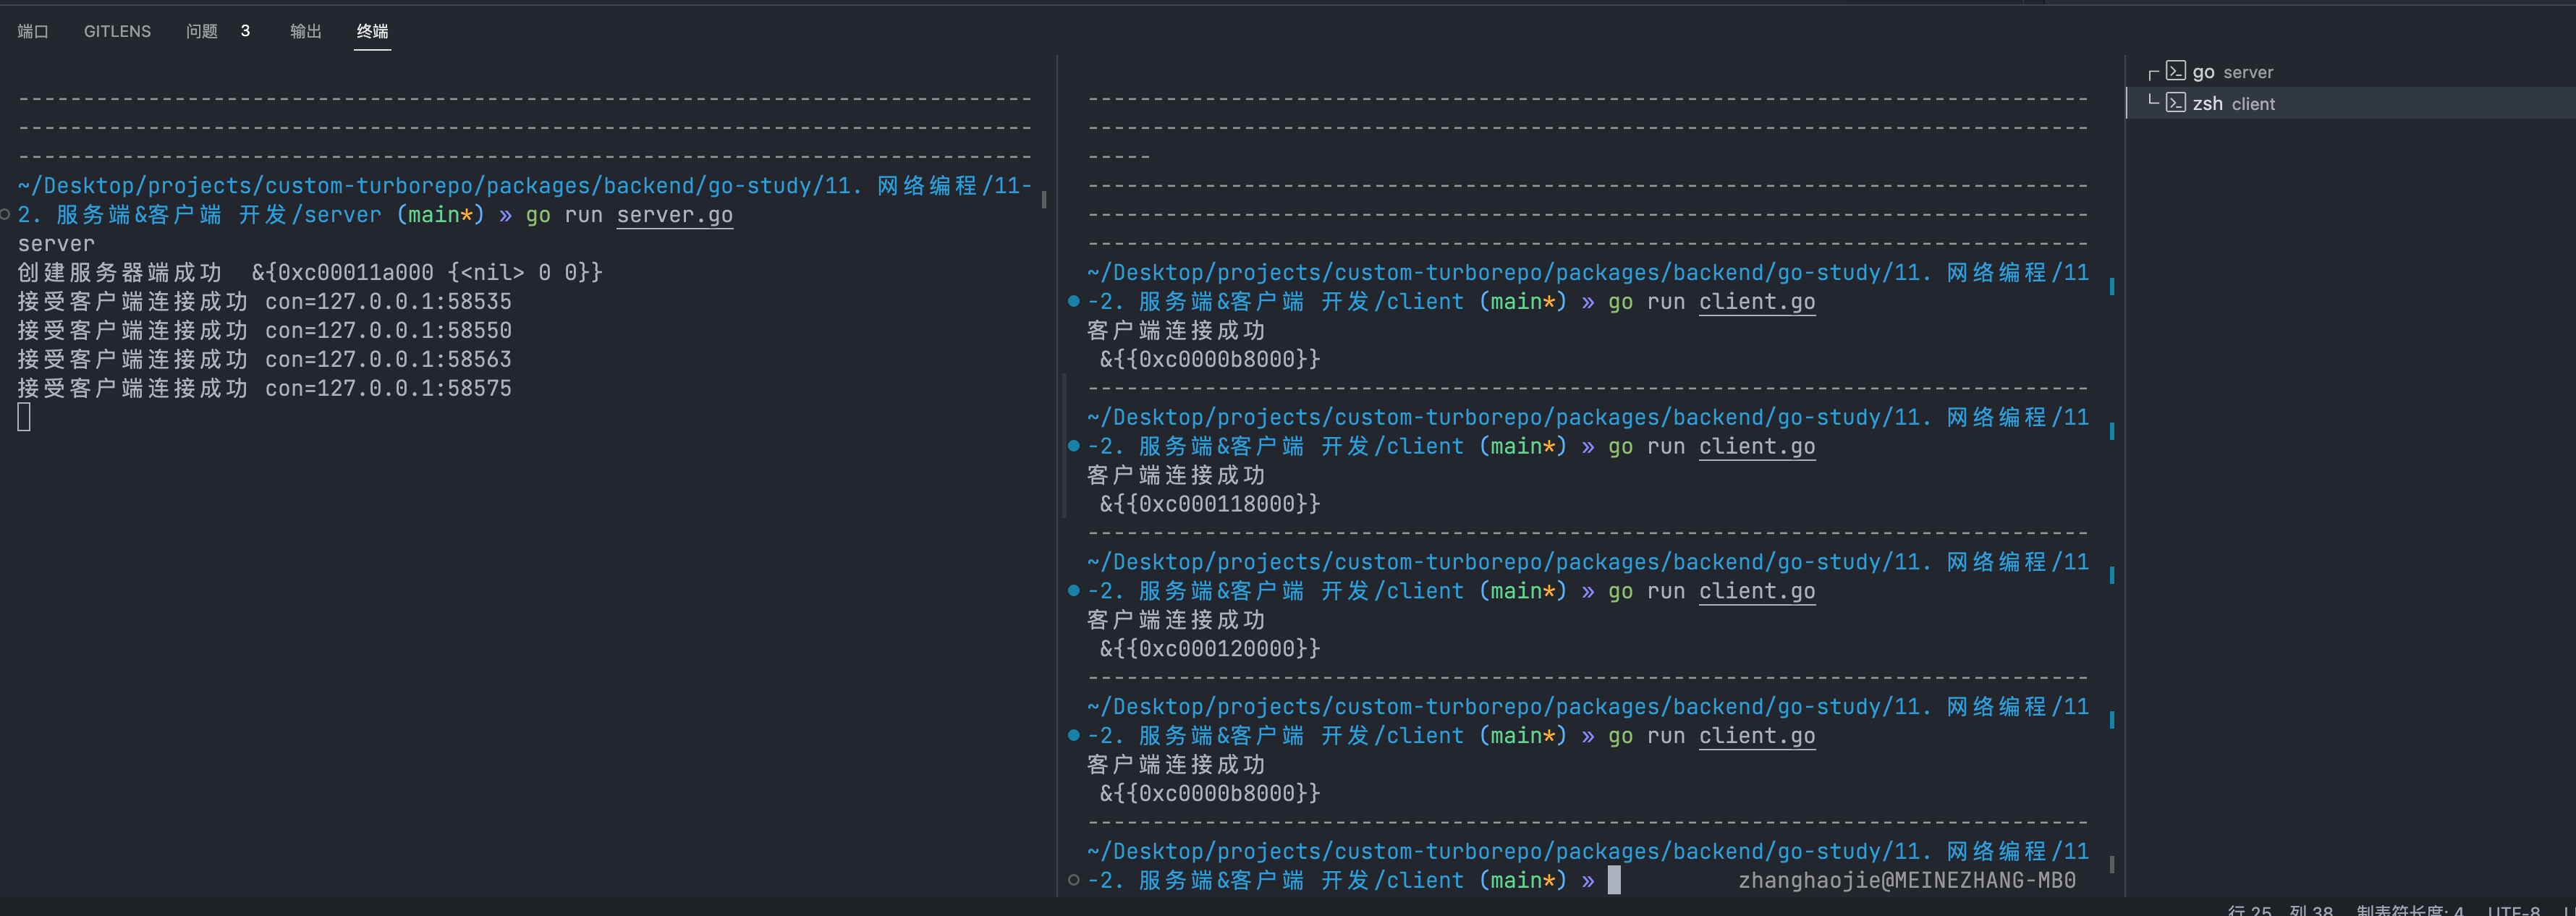 端口 GITLENS 问题 3 输出 终端
--------------------------------------------------------------------------------
--------------------------------------------------------------------------------
--------------------------------------------------------------------------------
~/Desktop/projects/custom-turborepo/packages/backend/go-study/11. 网络编程/11-
2. 服务端&客户端 开发/server (main*) » go run server.go
server
创建服务器端成功  &{0xc00011a000 {<nil> 0 0}}
接受客户端连接成功 con=127.0.0.1:58535
接受客户端连接成功 con=127.0.0.1:58550
接受客户端连接成功 con=127.0.0.1:58563
接受客户端连接成功 con=127.0.0.1:58575
--------------------------------------------------------------------------------
--------------------------------------------------------------------------------
-----
--------------------------------------------------------------------------------
--------------------------------------------------------------------------------
--------------------------------------------------------------------------------
~/Desktop/projects/custom-turborepo/packages/backend/go-study/11. 网络编程/11
-2. 服务端&客户端 开发/client (main*) » go run client.go
客户端连接成功
 &{{0xc0000b8000}}
--------------------------------------------------------------------------------
~/Desktop/projects/custom-turborepo/packages/backend/go-study/11. 网络编程/11
-2. 服务端&客户端 开发/client (main*) » go run client.go
客户端连接成功
 &{{0xc000118000}}
--------------------------------------------------------------------------------
~/Desktop/projects/custom-turborepo/packages/backend/go-study/11. 网络编程/11
-2. 服务端&客户端 开发/client (main*) » go run client.go
客户端连接成功
 &{{0xc000120000}}
--------------------------------------------------------------------------------
~/Desktop/projects/custom-turborepo/packages/backend/go-study/11. 网络编程/11
-2. 服务端&客户端 开发/client (main*) » go run client.go
客户端连接成功
 &{{0xc0000b8000}}
--------------------------------------------------------------------------------
~/Desktop/projects/custom-turborepo/packages/backend/go-study/11. 网络编程/11
-2. 服务端&客户端 开发/client (main*) » zhanghaojie@MEINEZHANG-MB0
go server
zsh client
行 25, 列 38 制表符长度: 4 UTF-8